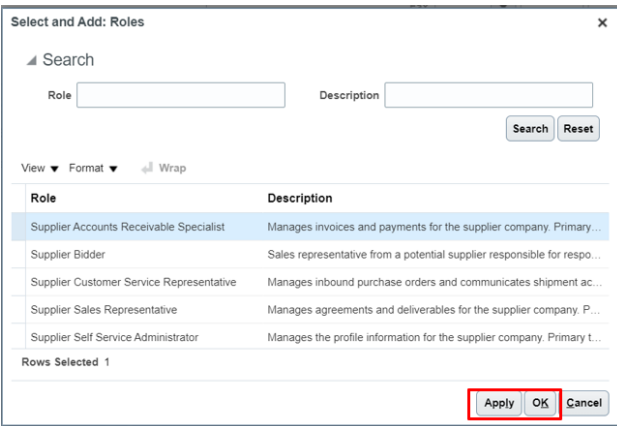 Select and Add: Roles
Search
Role Description
Search Reset
View Format Wrap
Role Description
Supplier Accounts Receivable Specialist Manages invoices and payments for the supplier company. Primary...
Supplier Bidder Sales representative from a potential supplier responsible for respo...
Supplier Customer Service Representative Manages inbound purchase orders and communicates shipment ac...
Supplier Sales Representative Manages agreements and deliverables for the supplier company. P...
Supplier Self Service Administrator Manages the profile information for the supplier company. Primary t...
Rows Selected 1
Apply OK Cancel